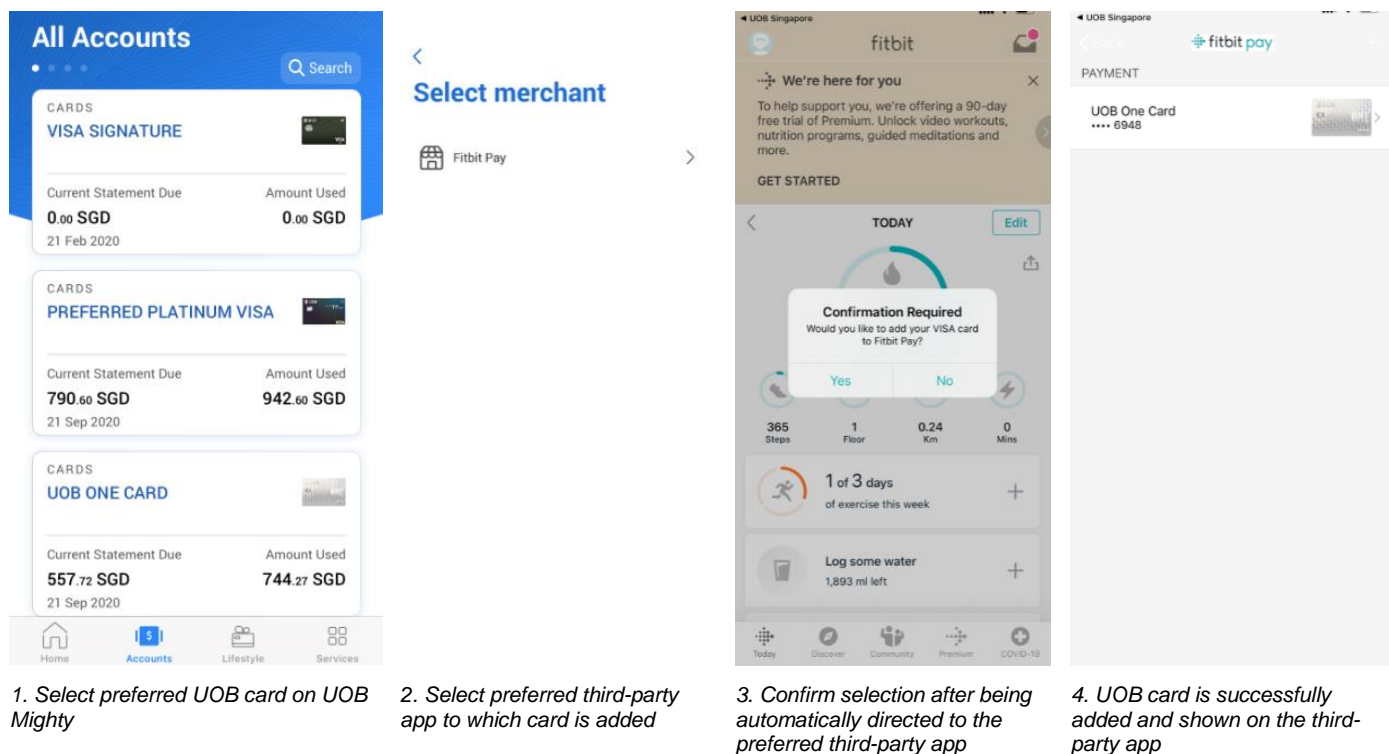 All Accounts
Search
CARDS
VISA SIGNATURE
Current Statement Due Amount Used
0.00 SGD 0.00 SGD
21 Feb 2020
CARDS
PREFERRED PLATINUM VISA
Current Statement Due Amount Used
790.60 SGD 942.60 SGD
21 Sep 2020
CARDS
UOB ONE CARD
Current Statement Due Amount Used
557.72 SGD 744.27 SGD
21 Sep 2020
Home Accounts Lifestyle Services
1. Select preferred UOB card on UOB
Mighty
Select merchant
Fitbit Pay
2. Select preferred third-party
app to which card is added
UOB Singapore
fitbit
We're here for you
To help support you, we're offering a 90-day
free trial of Premium. Unlock video workouts,
nutrition programs, guided meditations and
more.
GET STARTED
TODAY Edit
Confirmation Required
Would you like to add your VISA card
to Fitbit Pay?
Yes No
365 1 0.24 0
Steps Floor Km Mins
1 of 3 days
of exercise this week
Log some water
1,893 ml left
Today Discover Community Premium COVID-19
3. Confirm selection after being
automatically directed to the
preferred third-party app
UOB Singapore
fitbit pay
PAYMENT
UOB One Card
•••• 6948
4. UOB card is successfully
added and shown on the third-
party app